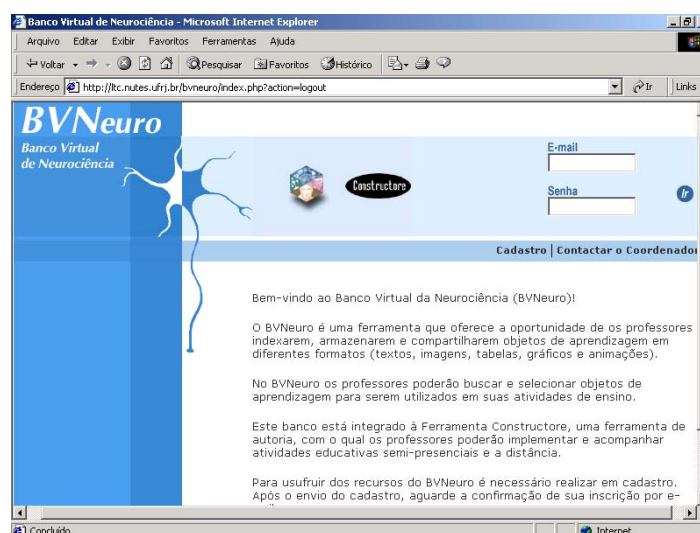 Banco Virtual de Neurociência - Microsoft Internet Explorer
Arquivo Editar Exibir Favoritos Ferramentas Ajuda
Voltar Pesquisar Favoritos Histórico
Endereço http://ltc.nutes.ufrj.br/bvneuro/index.php?action=logout Ir Links
BVNeuro
Banco Virtual
de Neurociência
E-mail
Constructore
Senha
Ir
Cadastro | Contactar o Coordenador
Bem-vindo ao Banco Virtual da Neurociência (BVNeuro)!
O BVNeuro é uma ferramenta que oferece a oportunidade de os professores
indexarem, armazenarem e compartilharem objetos de aprendizagem em
diferentes formatos (textos, imagens, tabelas, gráficos e animações).
No BVNeuro os professores poderão buscar e selecionar objetos de
aprendizagem para serem utilizados em suas atividades de ensino.
Este banco está integrado à Ferramenta Constructore, uma ferramenta de
autoria, com o qual os professores poderão implementar e acompanhar
atividades educativas semi-presenciais e a distância.
Para usufruir dos recursos do BVNeuro é necessário realizar em cadastro.
Após o envio do cadastro, aguarde a confirmação de sua inscrição por e-
Concluído Internet